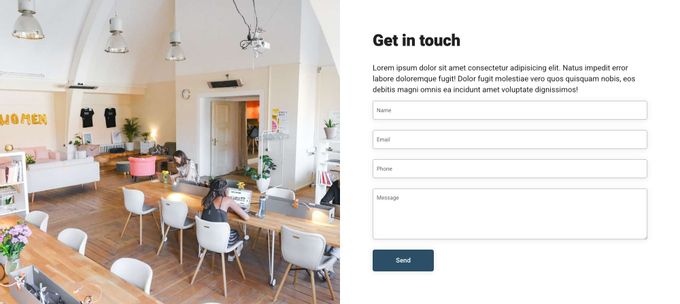 WOMEN
Get in touch
Lorem ipsum dolor sit amet consectetur adipisicing elit. Natus impedit error
labore doloremque fugit! Dolor fugit molestiae vero quos quisquam nobis, eos
debitis magni omnis ea incidunt amet voluptate dignissimos!
Name
Email
Phone
Message
Send